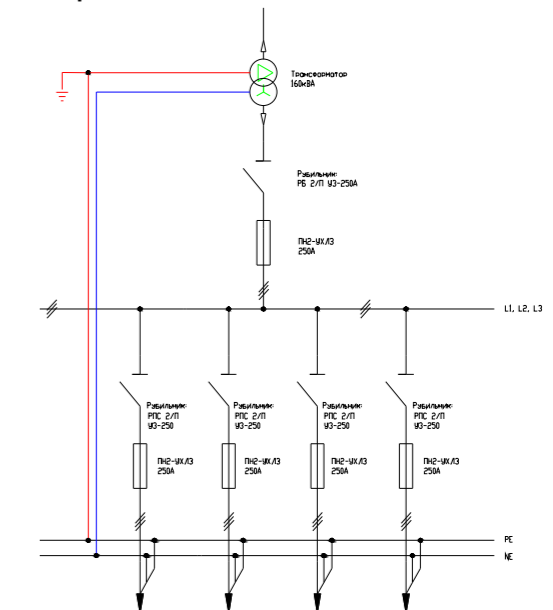 Трансформатор
160кВА
Рубильник:
РБ 2/П У3-250А
ПН2-УХЛ3
250А
L1, L2, L3
Рубильник:
РПС 2/П
У3-250
Рубильник:
РПС 2/П
У3-250
Рубильник:
РПС 2/П
У3-250
Рубильник:
РПС 2/П
У3-250
ПН2-УХЛ3
250А
ПН2-УХЛ3
250А
ПН2-УХЛ3
250А
ПН2-УХЛ3
250А
PE
NE